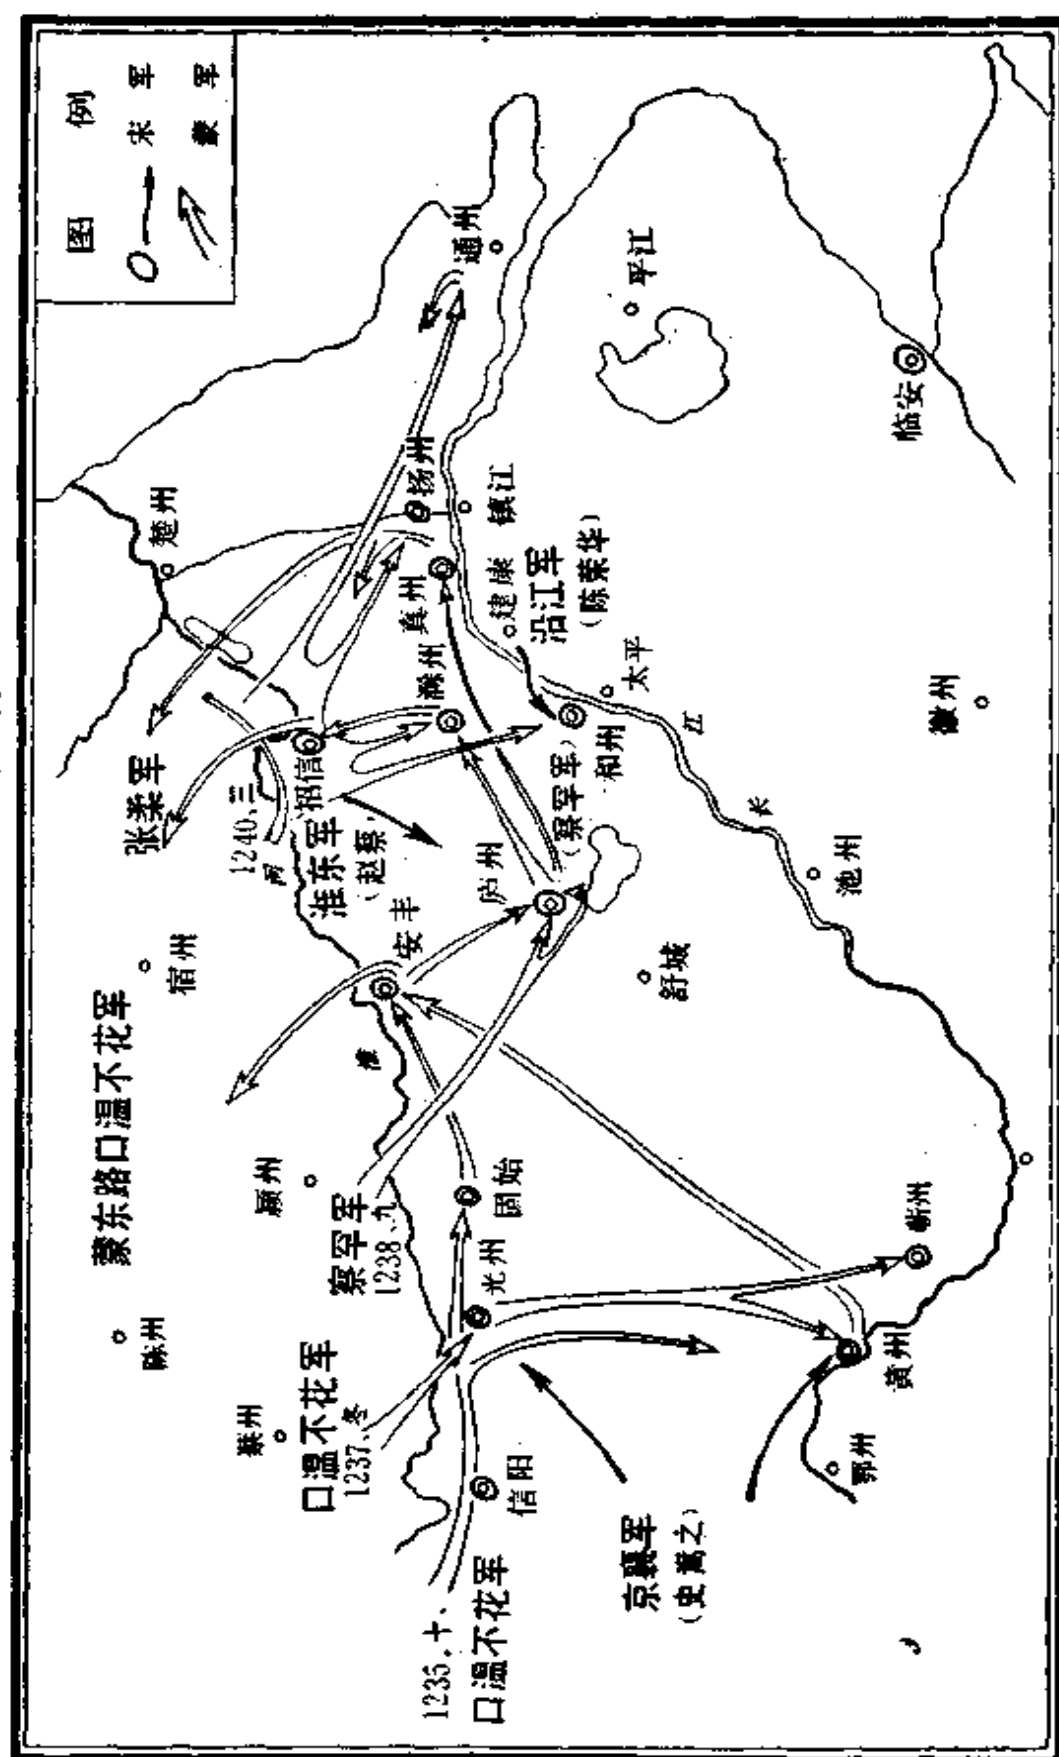 图 例
宋 军
蒙 军
通州
平江
临安
扬州
镇江
楚州
真州
建康
沿江军
(陈荣华)
滁州
太平
和州
(察罕军)
徽州
江
长
池州
张柔军
1240、三
招信
淮东军
(赵蔡,
庐州
安丰
舒城
宿州
淮
蒙东路口温不花军
颍州
察罕军
1238、九
固始
光州
蕲州
陈州
口温不花军
1237、冬
蔡州
信阳
黄州
鄂州
京襄军
(史嵩之)
1235、十、
口温不花军